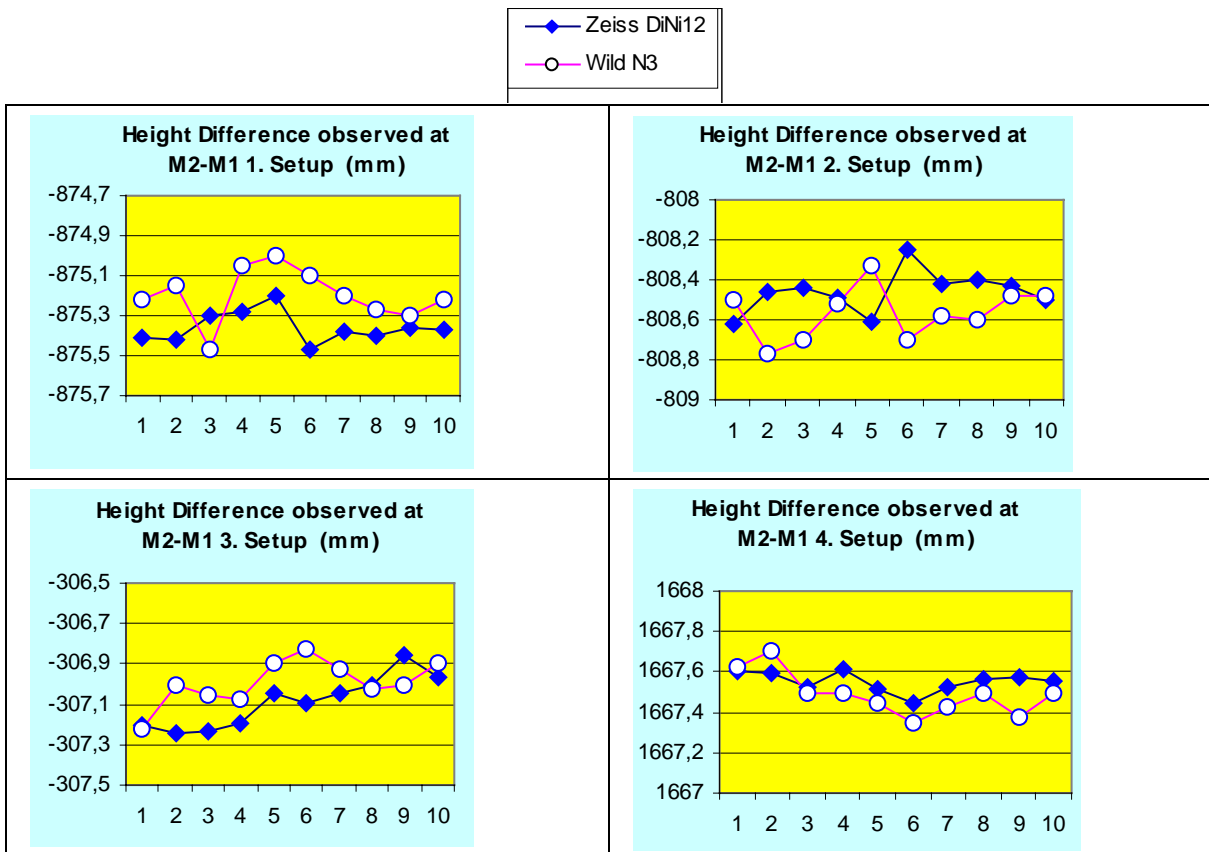 Zeiss DiNi12
Wild N3
Height Difference observed at
M2-M1 1. Setup (mm)
-874,7
-874,9
-875,1
-875,3
-875,5
-875,7
1 2 3 4 5 6 7 8 9 10
Height Difference observed at
M2-M1 2. Setup (mm)
-808
-808,2
-808,4
-808,6
-808,8
-809
1 2 3 4 5 6 7 8 9 10
Height Difference observed at
M2-M1 3. Setup (mm)
-306,5
-306,7
-306,9
-307,1
-307,3
-307,5
1 2 3 4 5 6 7 8 9 10
Height Difference observed at
M2-M1 4. Setup (mm)
1668
1667,8
1667,6
1667,4
1667,2
1667
1 2 3 4 5 6 7 8 9 10